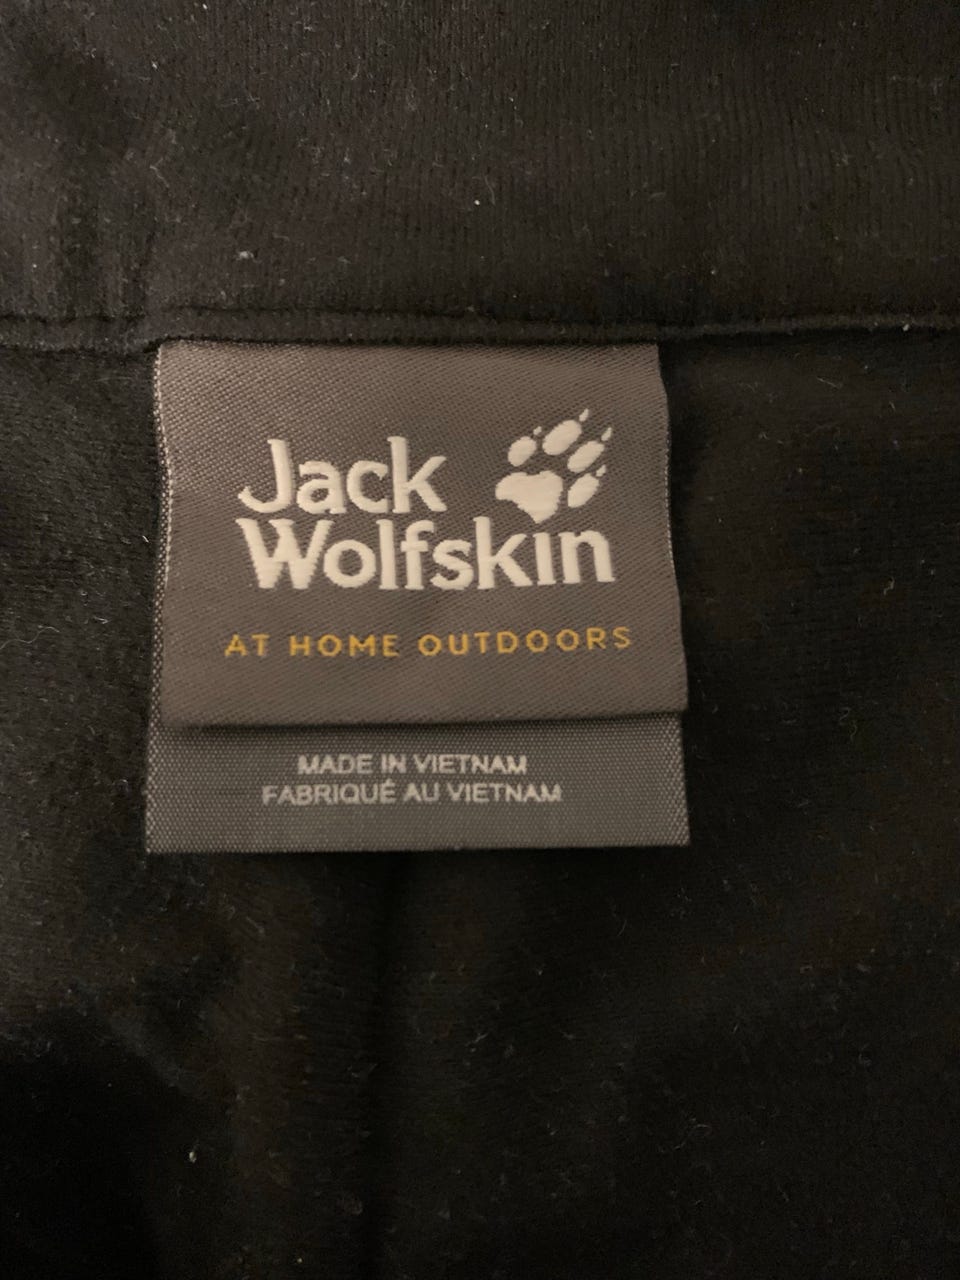 Jack
Wolfskin
AT HOME OUTDOORS
MADE IN VIETNAM
FABRIQUÉ AU VIETNAM